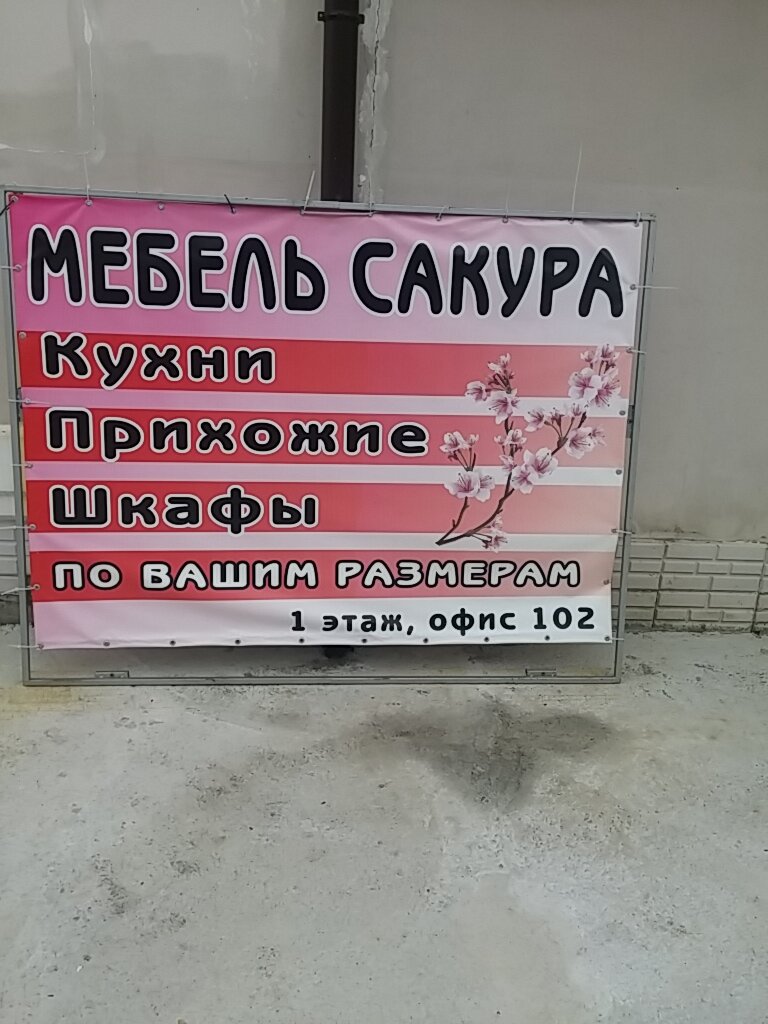 МЕБЕЛЬ САКУРА
Кухни
Прихожие
Шкафы
ПО ВАШИМ РАЗМЕРАМ
1 этаж, офис 102